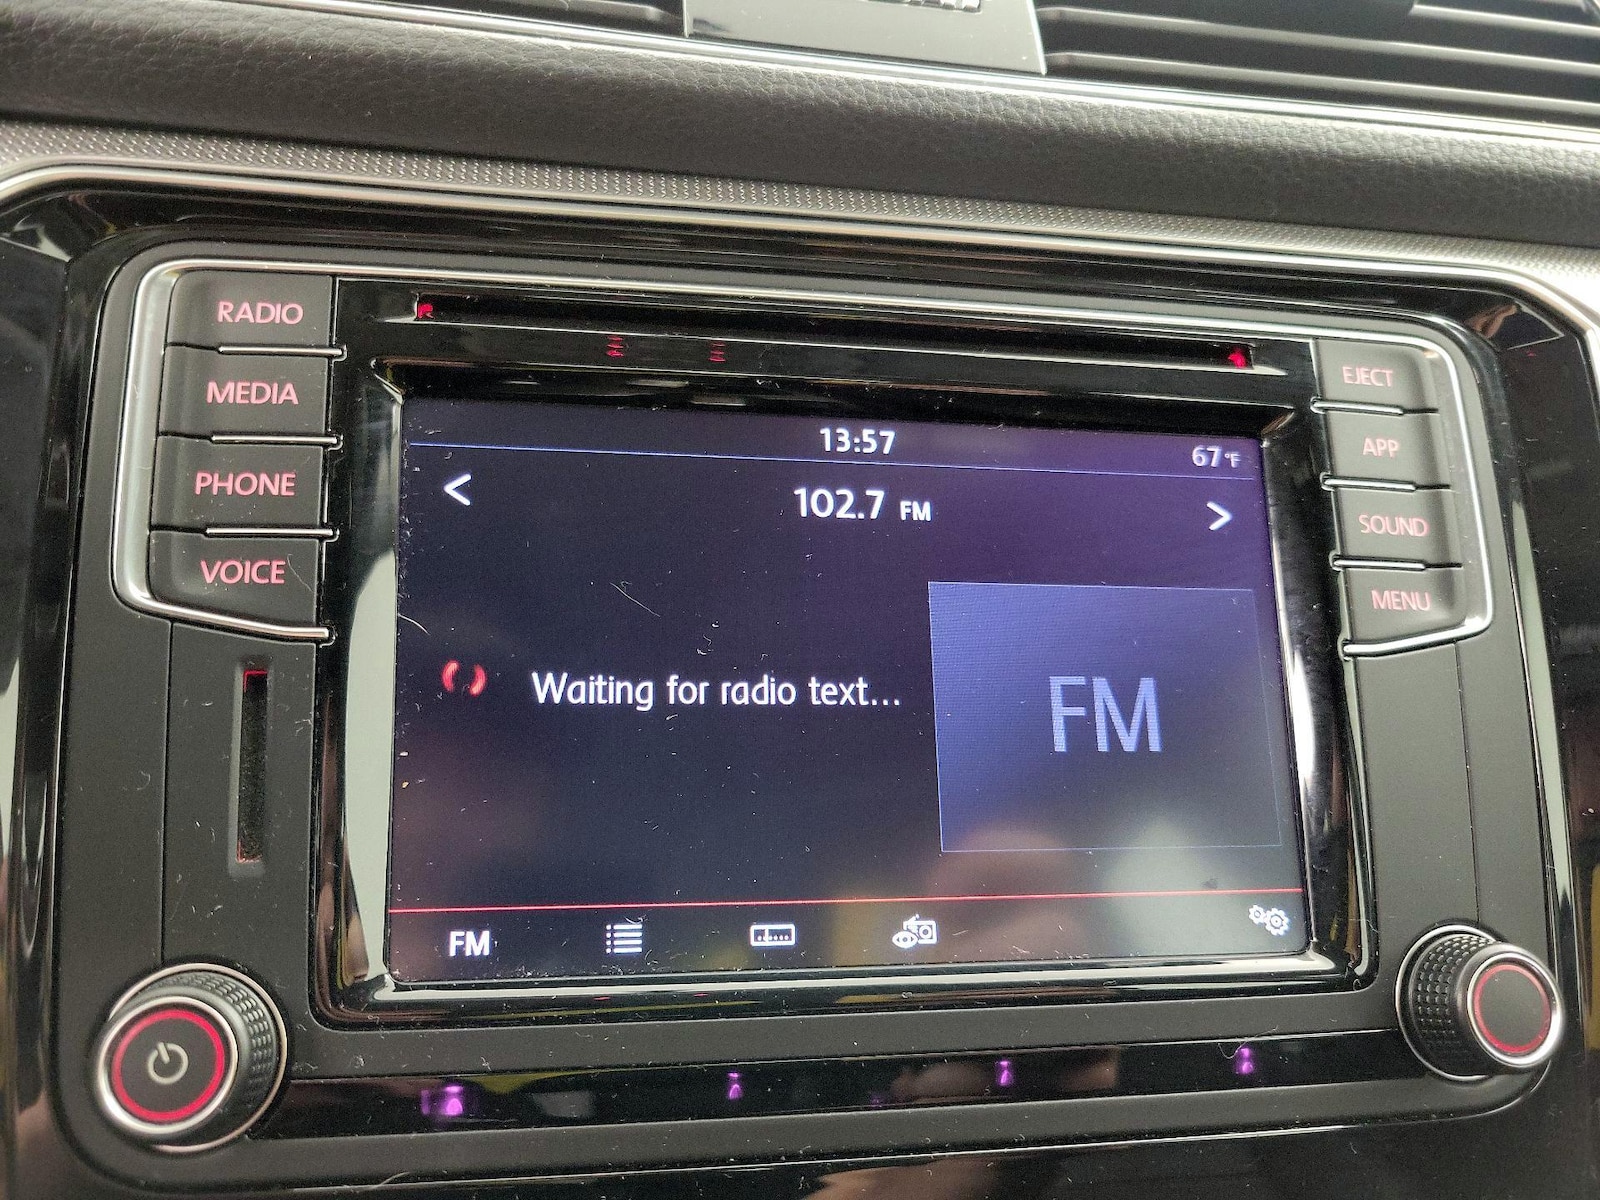 RADIO
MEDIA
PHONE
VOICE
EJECT
APP
SOUND
MENU
13:57
67°F
< 102.7 FM >
Waiting for radio text...
FM
FM